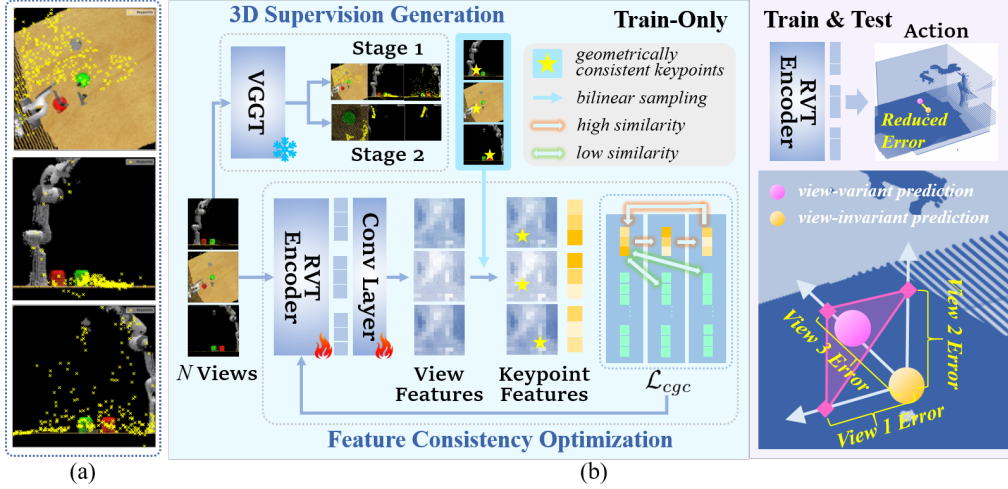 3D Supervision Generation
Train-Only
VGGT
Stage 1
Stage 2
geometrically
consistent keypoints
bilinear sampling
high similarity
low similarity
N Views
RVT
Encoder
Conv Layer
View
Features
Keypoint
Features
ℒcgc
Feature Consistency Optimization
Train & Test
RVT
Encoder
Action
Reduced
Error
view-variant prediction
view-invariant prediction
View 3 Error
View 2 Error
View 1 Error
(a)
(b)